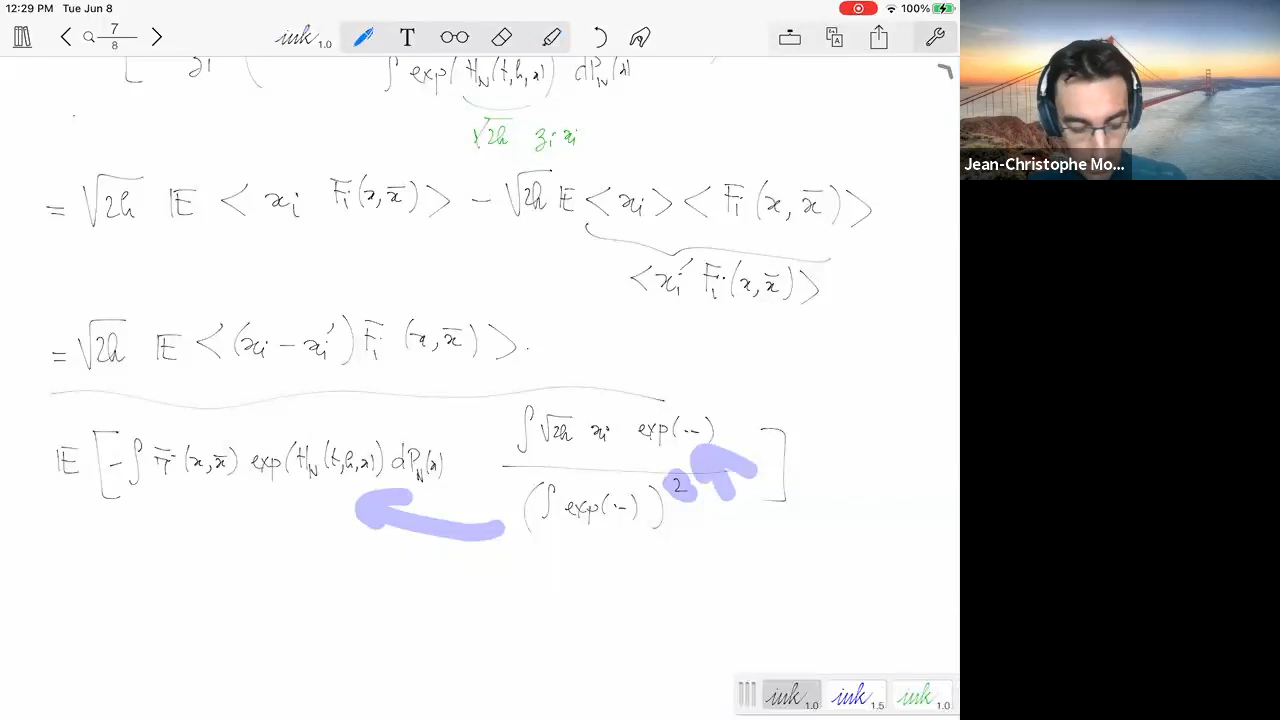 12:29 PM Tue Jun 8
100%
7
8
ink 1.0
T
Jean-Christophe Mo...
∫ exp(H_N(t,h,x)) dP_N(x)
√2h z_i x_i
= √2h 𝔼 < x_i F_i(x, x̄) > − √2h 𝔼 < x_i > < F_i(x, x̄) >
< x_i' F_i(x, x̄) >
= √2h 𝔼 < (x_i − x_i') F_i(x, x̄) > .
𝔼 [ − ∫ F_i(x, x̄) exp(H_N(t,h,x)) dP_N(x) ∫ √2h x_i exp(...) / (∫ exp(...))² ]
ink 1.0 ink 1.5 ink 1.0